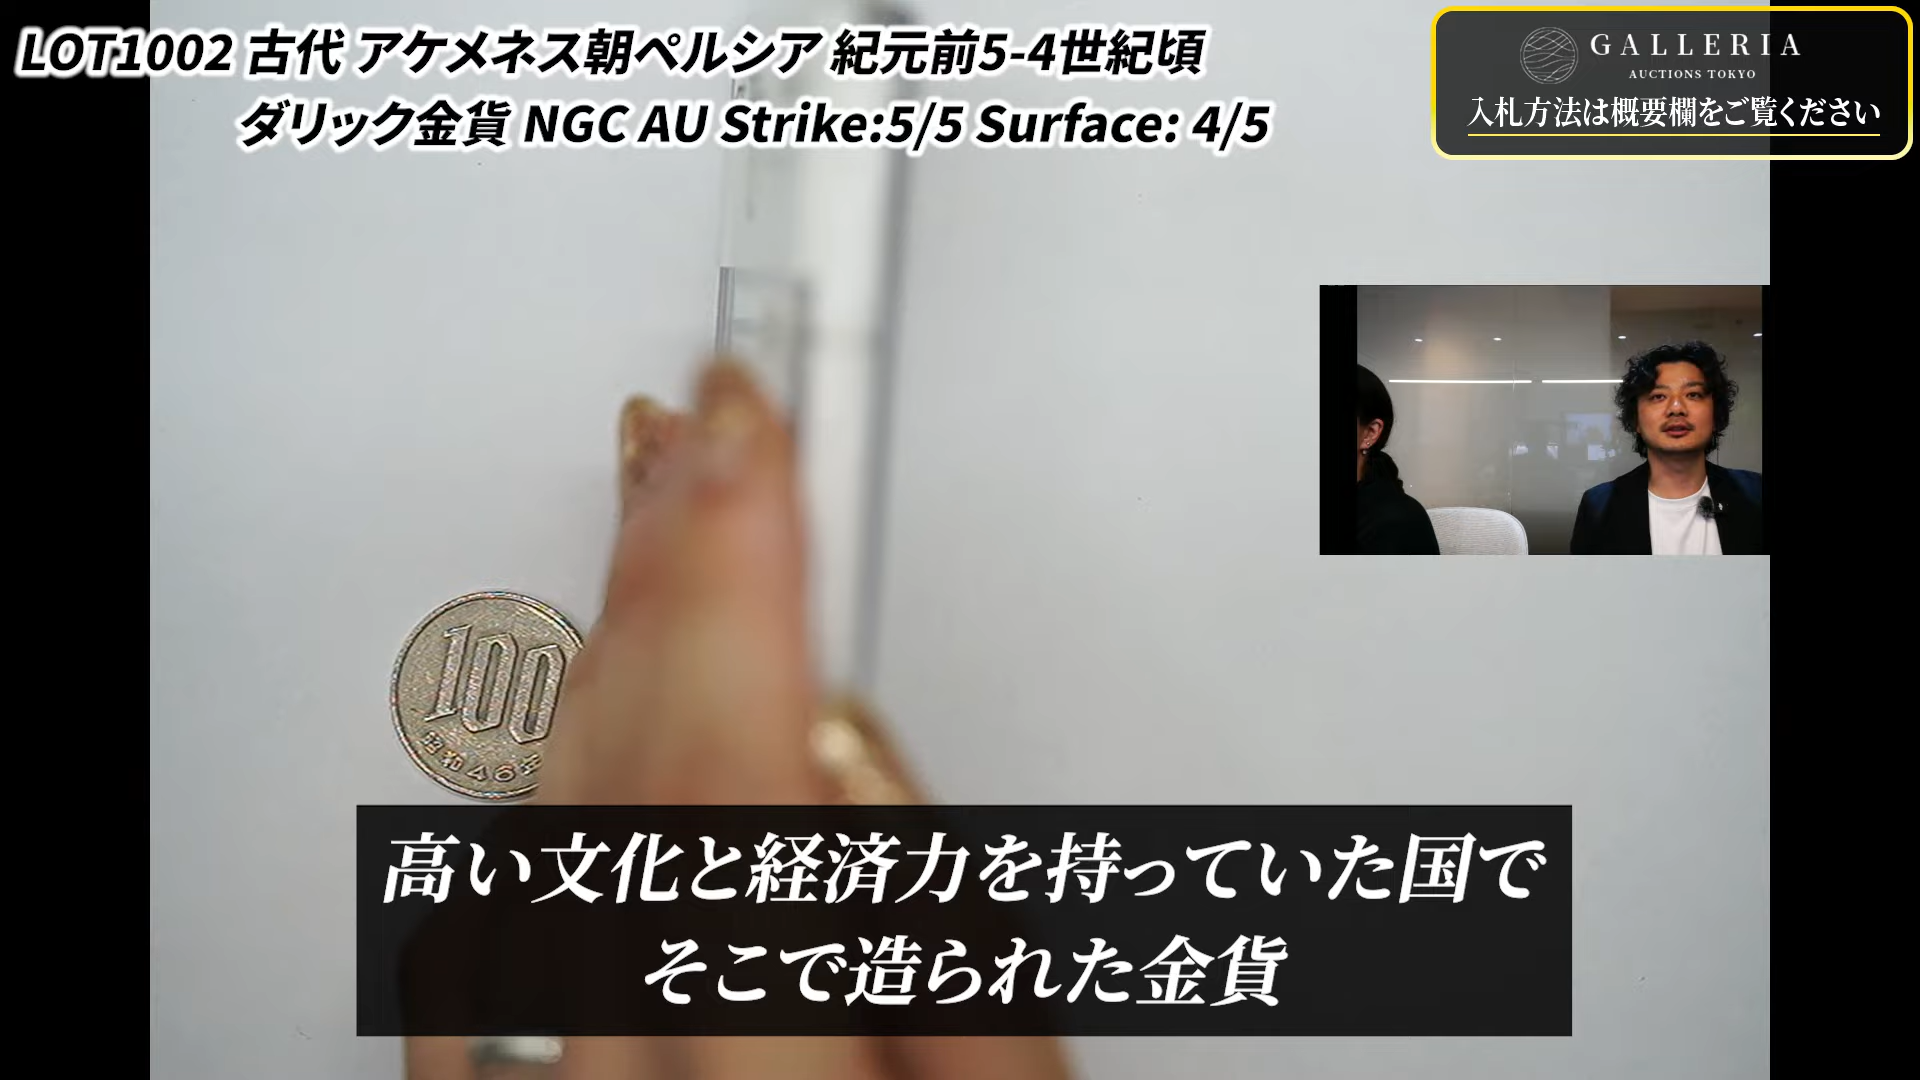 LOT1002 古代 アケメネス朝ペルシア 紀元前5-4世紀頃
ダリック金貨 NGC AU Strike:5/5 Surface: 4/5
GALLERIA
AUCTIONS TOKYO
入札方法は概要欄をご覧ください
100
昭和46年
高い文化と経済力を持っていた国で
そこで造られた金貨